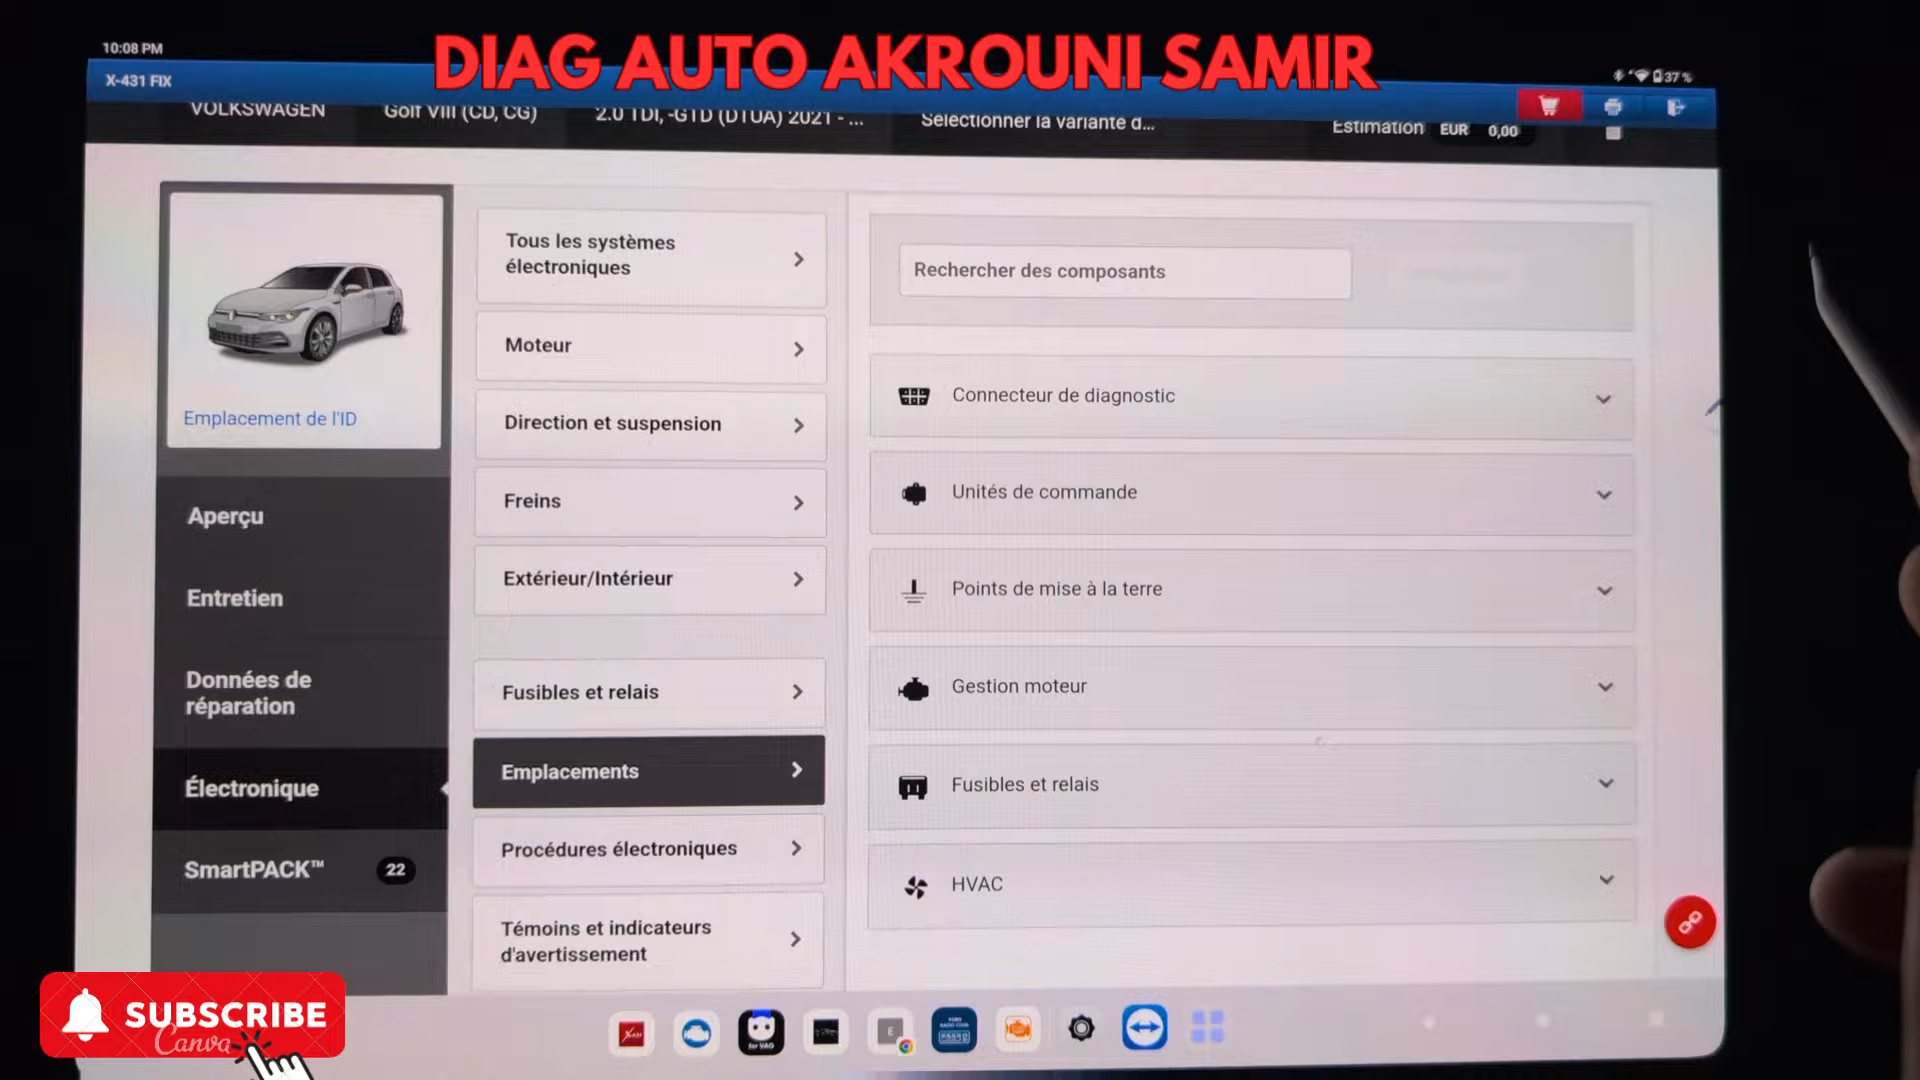 DIAG AUTO AKROUNI SAMIR
10:08 PM
37 %
X-431 FIX
VOLKSWAGEN
Golf VIII (CD, CG)
2.0 TDI, -GTD (DTUA) 2021 - ...
Sélectionner la variante d...
Estimation EUR 0,00
Emplacement de l'ID
Aperçu
Entretien
Données de
réparation
Électronique
SmartPACK™ 22
Tous les systèmes
électroniques
Moteur
Direction et suspension
Freins
Extérieur/Intérieur
Fusibles et relais
Emplacements
Procédures électroniques
Témoins et indicateurs
d'avertissement
Rechercher des composants
Connecteur de diagnostic
Unités de commande
Points de mise à la terre
Gestion moteur
Fusibles et relais
HVAC
SUBSCRIBE
Canva
for VAG
E